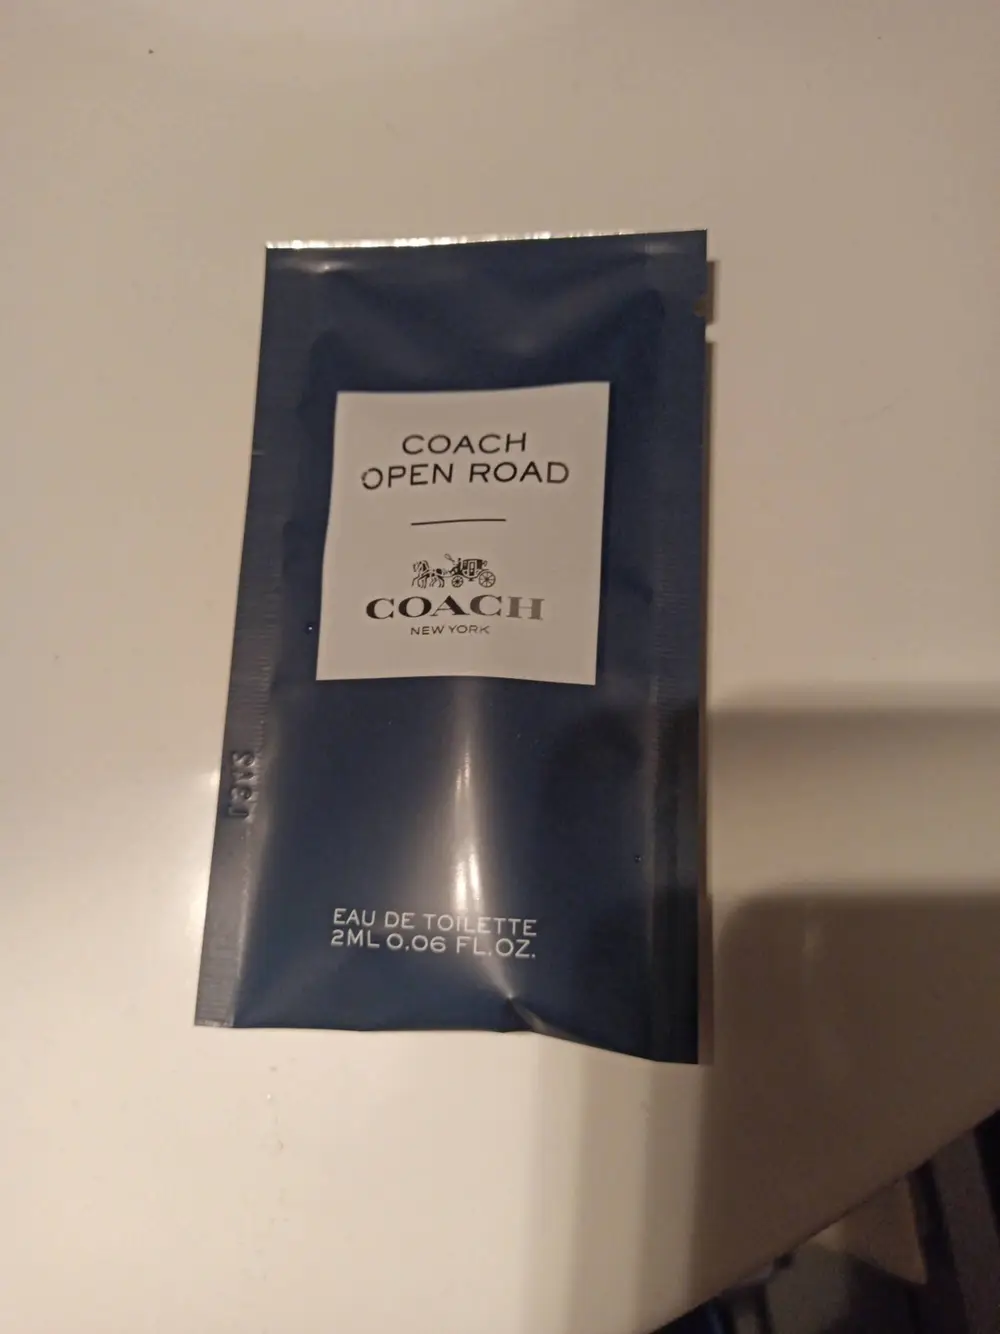 COACH
OPEN ROAD
COACH
NEW YORK
EAU DE TOILETTE
2ML 0.06 FL.OZ.